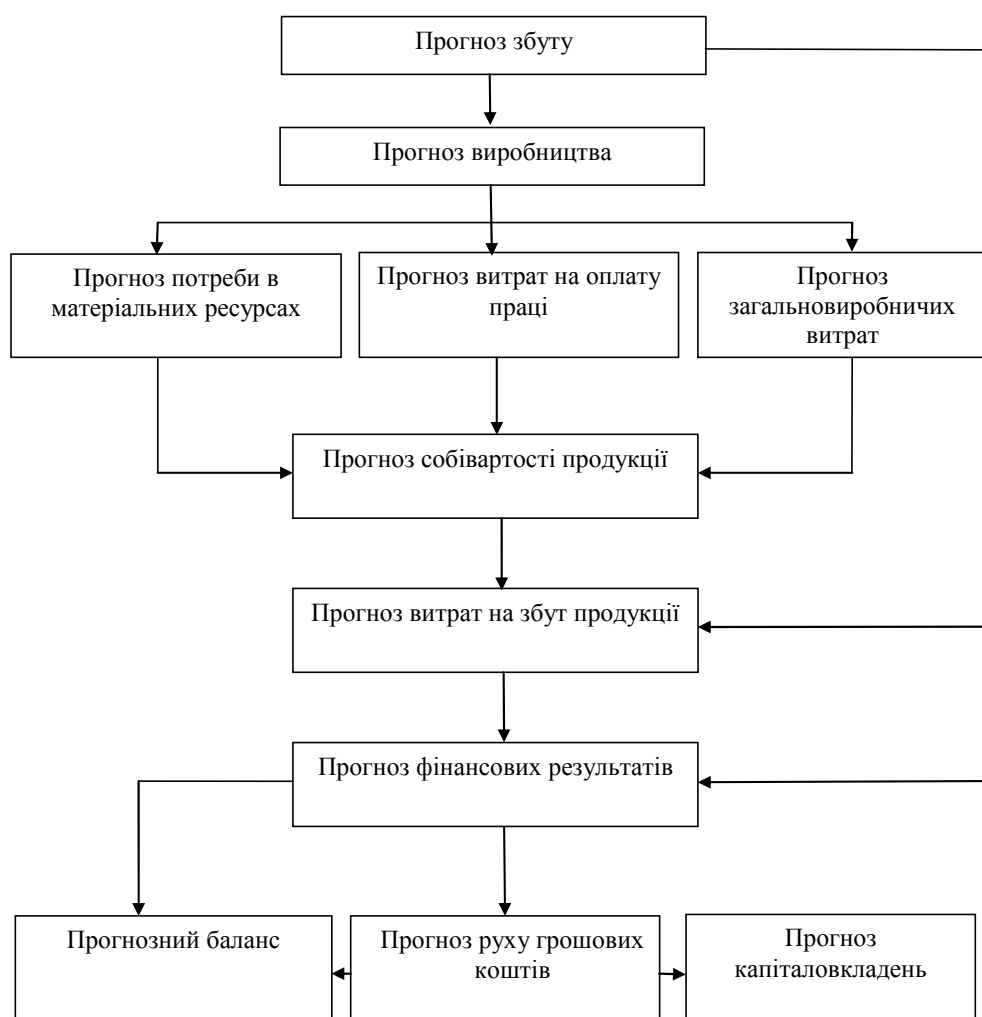 Прогноз збуту
Прогноз виробництва
Прогноз потреби в
матеріальних ресурсах
Прогноз витрат на оплату
праці
Прогноз
загальновиробничих
витрат
Прогноз собівартості продукції
Прогноз витрат на збут продукції
Прогноз фінансових результатів
Прогнозний баланс
Прогноз руху грошових
коштів
Прогноз
капіталовкладень